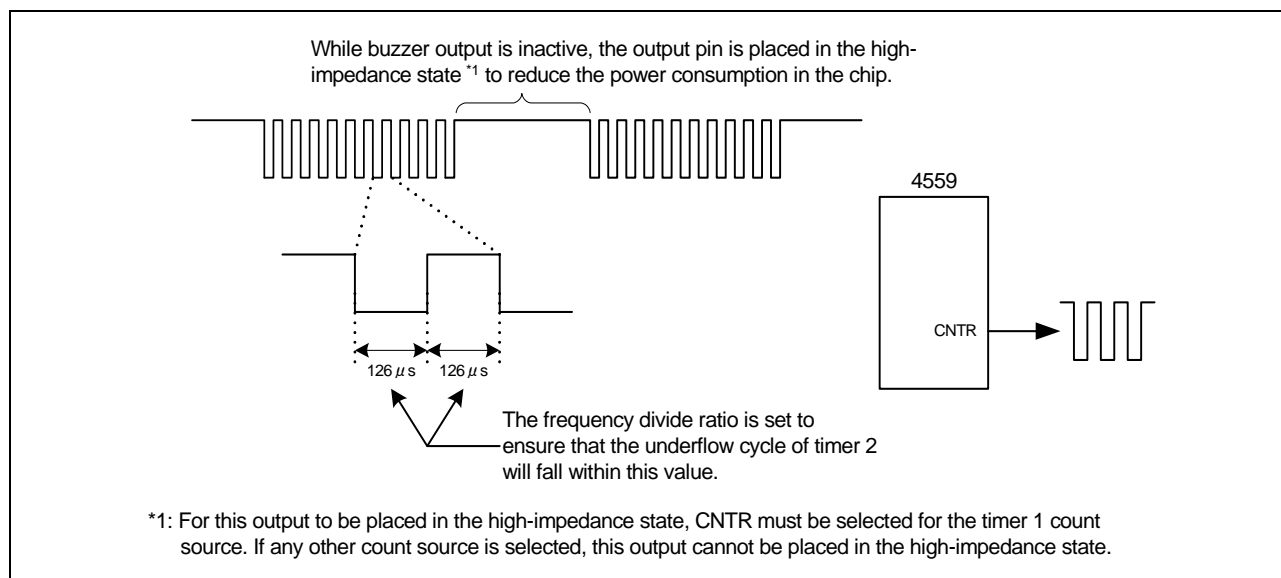 While buzzer output is inactive, the output pin is placed in the high-
impedance state *1 to reduce the power consumption in the chip.
4559
CNTR
126 μ s
126 μ s
The frequency divide ratio is set to
ensure that the underflow cycle of timer 2
will fall within this value.
*1: For this output to be placed in the high-impedance state, CNTR must be selected for the timer 1 count
source. If any other count source is selected, this output cannot be placed in the high-impedance state.